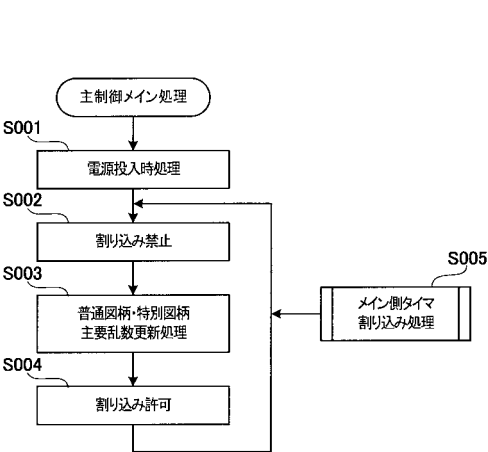 主制御メイン処理
S001
電源投入時処理
S002
割り込み禁止
S003
普通図柄・特別図柄
主要乱数更新処理
S004
割り込み許可
S005
メイン側タイマ
割り込み処理